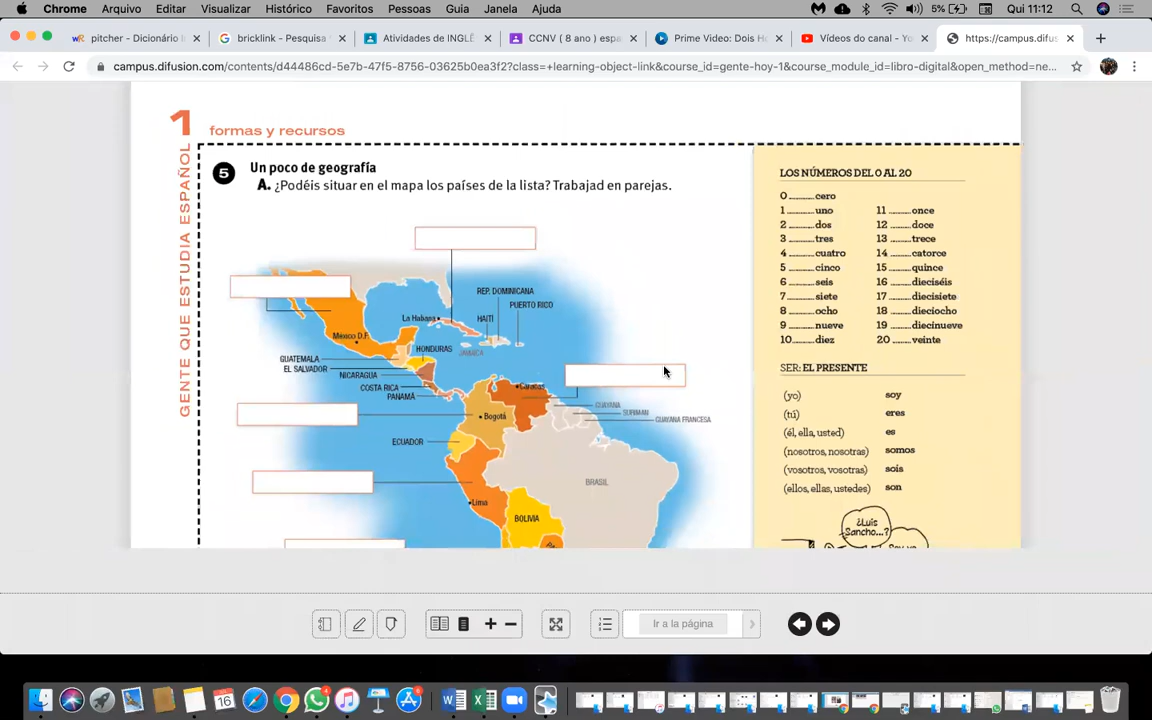 Chrome Arquivo Editar Visualizar Histórico Favoritos Pessoas Guia Janela Ajuda 5% Qui 11:12
pitcher - Dicionário I
bricklink - Pesquisa
Atividades de INGLÊ
CCNV ( 8 ano ) espa
Prime Video: Dois H
Vídeos do canal - Yo
https://campus.difus
campus.difusion.com/contents/d44486cd-5e7b-47f5-8756-03625b0ea3f2?class=+learning-object-link&course_id=gente-hoy-1&course_module_id=libro-digital&open_method=ne...
1 formas y recursos
GENTE QUE ESTUDIA ESPAÑOL
5 Un poco de geografía
A. ¿Podéis situar en el mapa los países de la lista? Trabajad en parejas.
REP. DOMINICANA
PUERTO RICO
La Habana
HAITÍ
México D.F.
JAMAICA
HONDURAS
GUATEMALA
EL SALVADOR
NICARAGUA
COSTA RICA
PANAMÁ
Caracas
GUAYANA
SURIMAN
GUAYANA FRANCESA
Bogotá
ECUADOR
BRASIL
Lima
BOLIVIA
LOS NÚMEROS DEL 0 AL 20
0 cero
1 uno 11 once
2 dos 12 doce
3 tres 13 trece
4 cuatro 14 catorce
5 cinco 15 quince
6 seis 16 dieciséis
7 siete 17 diecisiete
8 ocho 18 dieciocho
9 nueve 19 diecinueve
10 diez 20 veinte
SER: EL PRESENTE
(yo) soy
(tú) eres
(él, ella, usted) es
(nosotros, nosotras) somos
(vosotros, vosotras) sois
(ellos, ellas, ustedes) son
¿Luis
Sancho...?
Ir a la página
16